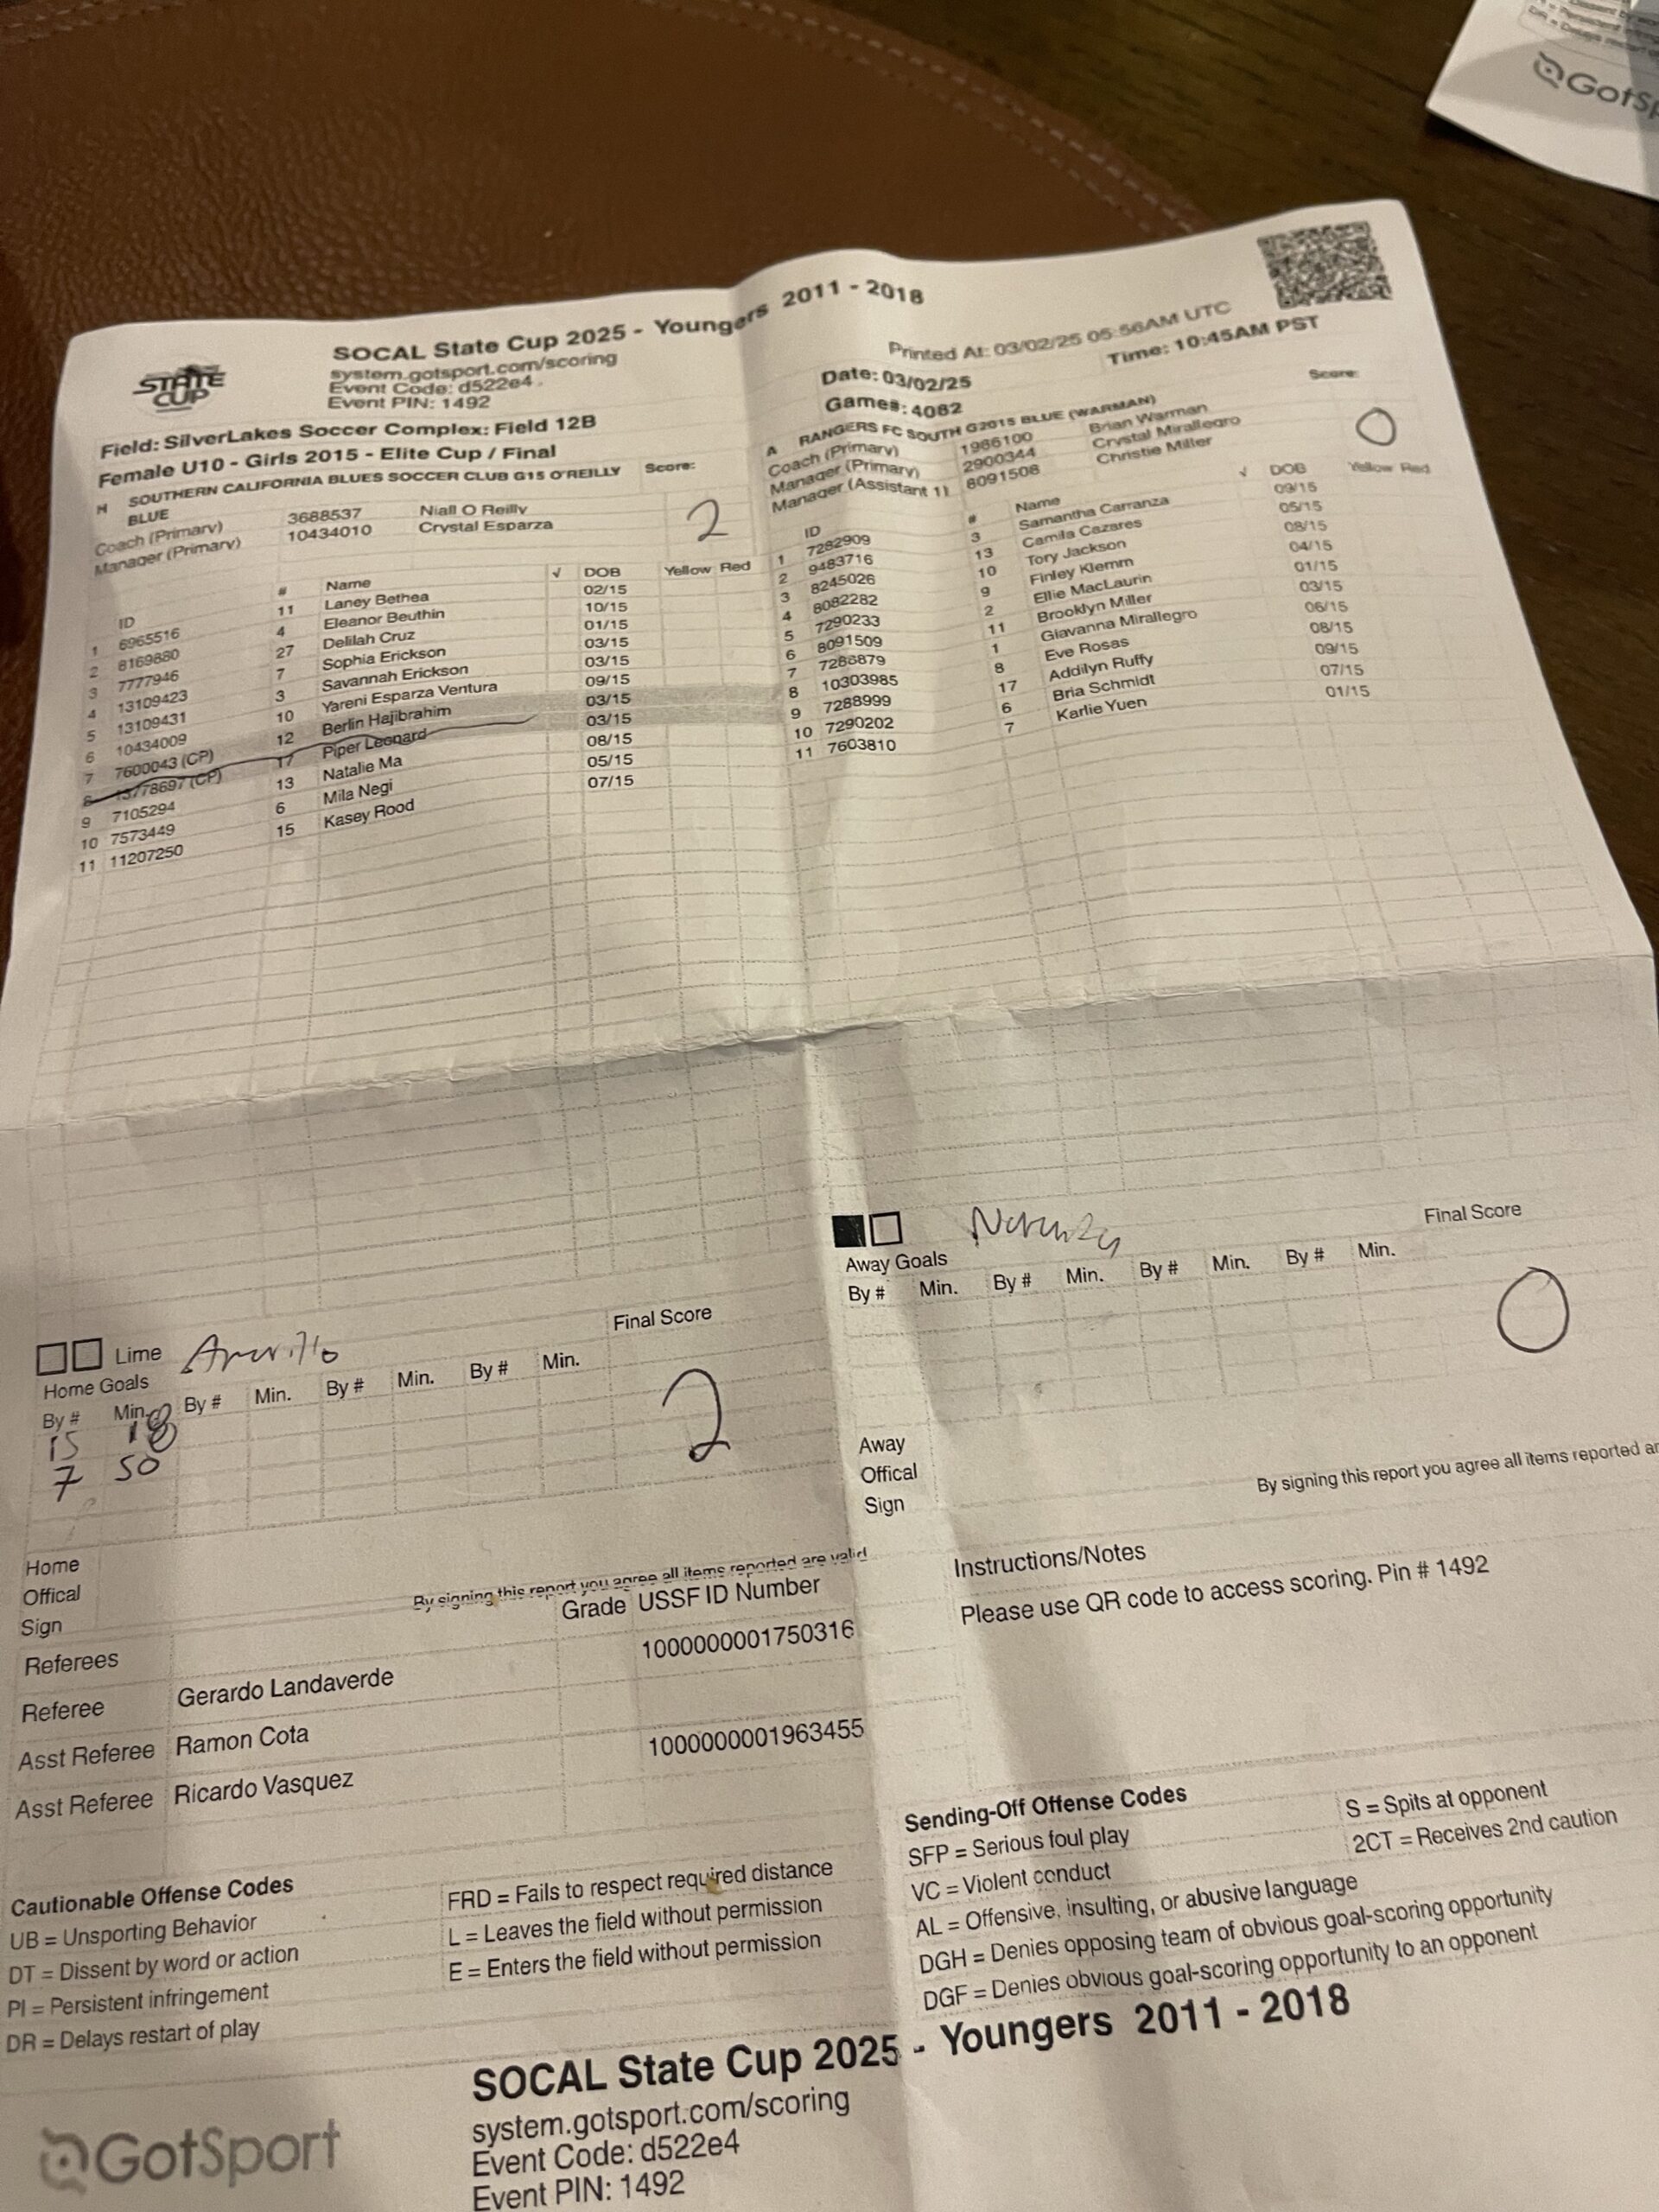 GotSp
SOCAL State Cup 2025 - Youngers 2011 - 2018
STATE CUP
system.gotsport.com/scoring
Event Code: d522e4
Event PIN: 1492
Printed At: 03/02/25 05:56AM UTC
Date: 03/02/25
Time: 10:45AM PST
Games: 4082
Field: SilverLakes Soccer Complex: Field 12B
Female U10 - Girls 2015 - Elite Cup / Final
H SOUTHERN CALIFORNIA BLUES SOCCER CLUB G15 O'REILLY BLUE
Score:
2
Coach (Primary) 3688537 Niall O Reilly
Manager (Primary) 10434010 Crystal Esparza
ID # Name √ DOB Yellow Red
1 6965516 11 Laney Bethea 02/15
2 8169880 4 Eleanor Beuthin 10/15
3 7777946 27 Delilah Cruz 01/15
4 13109423 7 Sophia Erickson 03/15
5 13109431 3 Savannah Erickson 03/15
6 10434009 10 Yareni Esparza Ventura 09/15
7 7600043 (CP) 12 Berlin Hajibrahim 03/15
8 13778697 (CP) 17 Piper Leonard 03/15
9 7105294 13 Natalie Ma 08/15
10 7573449 6 Mila Negi 05/15
11 11207250 15 Kasey Rood 07/15
A RANGERS FC SOUTH G2015 BLUE (WARMAN)
Score:
0
Coach (Primary) 1986100 Brian Warman
Manager (Primary) 2900344 Crystal Mirallegro
Manager (Assistant 1) 8091508 Christie Miller
ID # Name √ DOB Yellow Red
1 7282909 3 Samantha Carranza 09/15
2 9483716 13 Camila Cazares 05/15
3 8245026 10 Tory Jackson 08/15
4 8082282 9 Finley Klemm 04/15
5 7290233 2 Ellie MacLaurin 01/15
6 8091509 11 Brooklyn Miller 03/15
7 7286879 1 Giavanna Mirallegro 06/15
8 10303985 8 Eve Rosas 08/15
9 7288999 17 Addilyn Ruffy 09/15
10 7290202 6 Bria Schmidt 07/15
11 7603810 7 Karlie Yuen 01/15
Lime
Home Goals
By # Min. By # Min. By # Min. By # Min. Final Score
15 18
7 50
2
Away Goals
By # Min. By # Min. By # Min. By # Min. Final Score
0
Home
Offical
Sign
By signing this report you agree all items reported are valid
Away
Offical
Sign
By signing this report you agree all items reported ar
Referees Grade USSF ID Number
Referee Gerardo Landaverde 1000000001750316
Asst Referee Ramon Cota
Asst Referee Ricardo Vasquez 1000000001963455
Instructions/Notes
Please use QR code to access scoring. Pin # 1492
Cautionable Offense Codes
UB = Unsporting Behavior
DT = Dissent by word or action
PI = Persistent infringement
DR = Delays restart of play
FRD = Fails to respect required distance
L = Leaves the field without permission
E = Enters the field without permission
Sending-Off Offense Codes
SFP = Serious foul play
VC = Violent conduct
AL = Offensive, insulting, or abusive language
DGH = Denies opposing team of obvious goal-scoring opportunity
DGF = Denies obvious goal-scoring opportunity to an opponent
S = Spits at opponent
2CT = Receives 2nd caution
GotSport
SOCAL State Cup 2025 - Youngers 2011 - 2018
system.gotsport.com/scoring
Event Code: d522e4
Event PIN: 1492